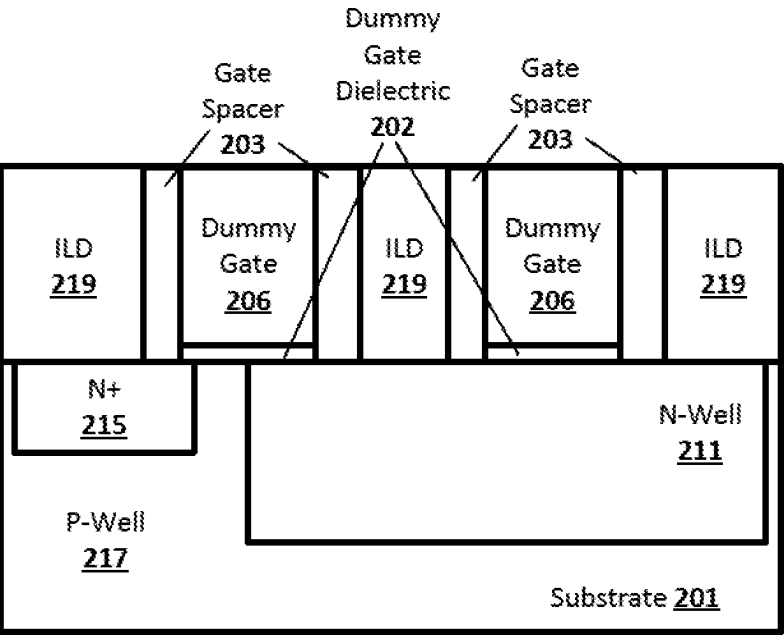 Dummy
Gate
Dielectric
202
Gate
Spacer
203
Gate
Spacer
203
ILD
219
Dummy
Gate
206
ILD
219
Dummy
Gate
206
ILD
219
N+
215
N-Well
211
P-Well
217
Substrate 201